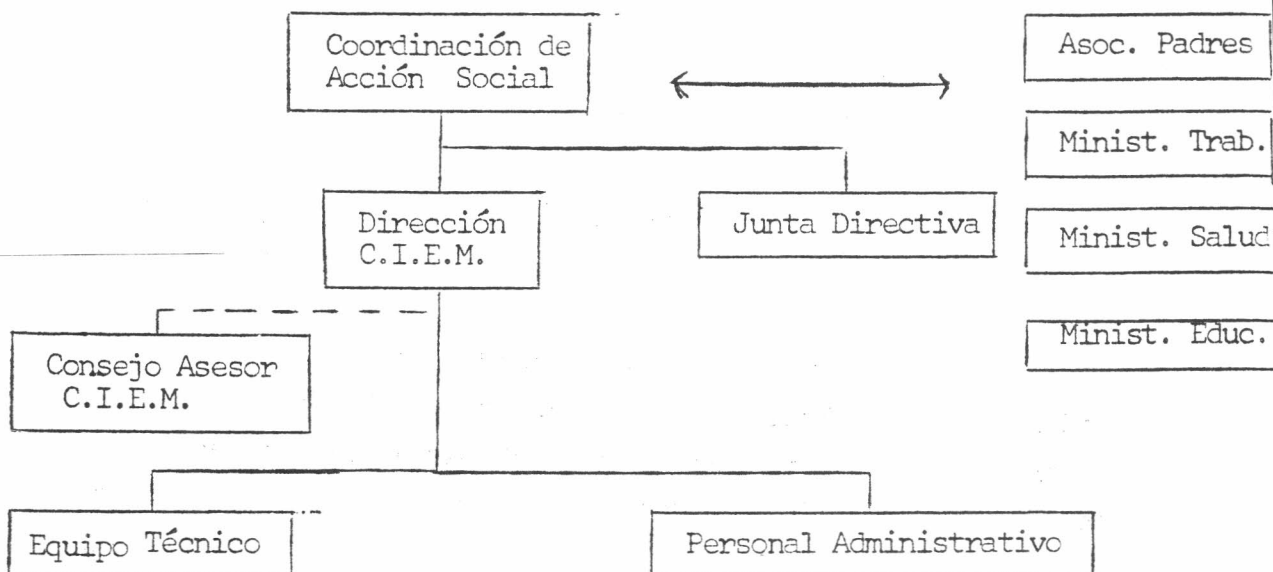 Coordinación de
Acción Social
Asoc. Padres
Minist. Trab.
Dirección
C.I.E.M.
Junta Directiva
Minist. Salud
Minist. Educ.
Consejo Asesor
C.I.E.M.
Equipo Técnico
Personal Administrativo